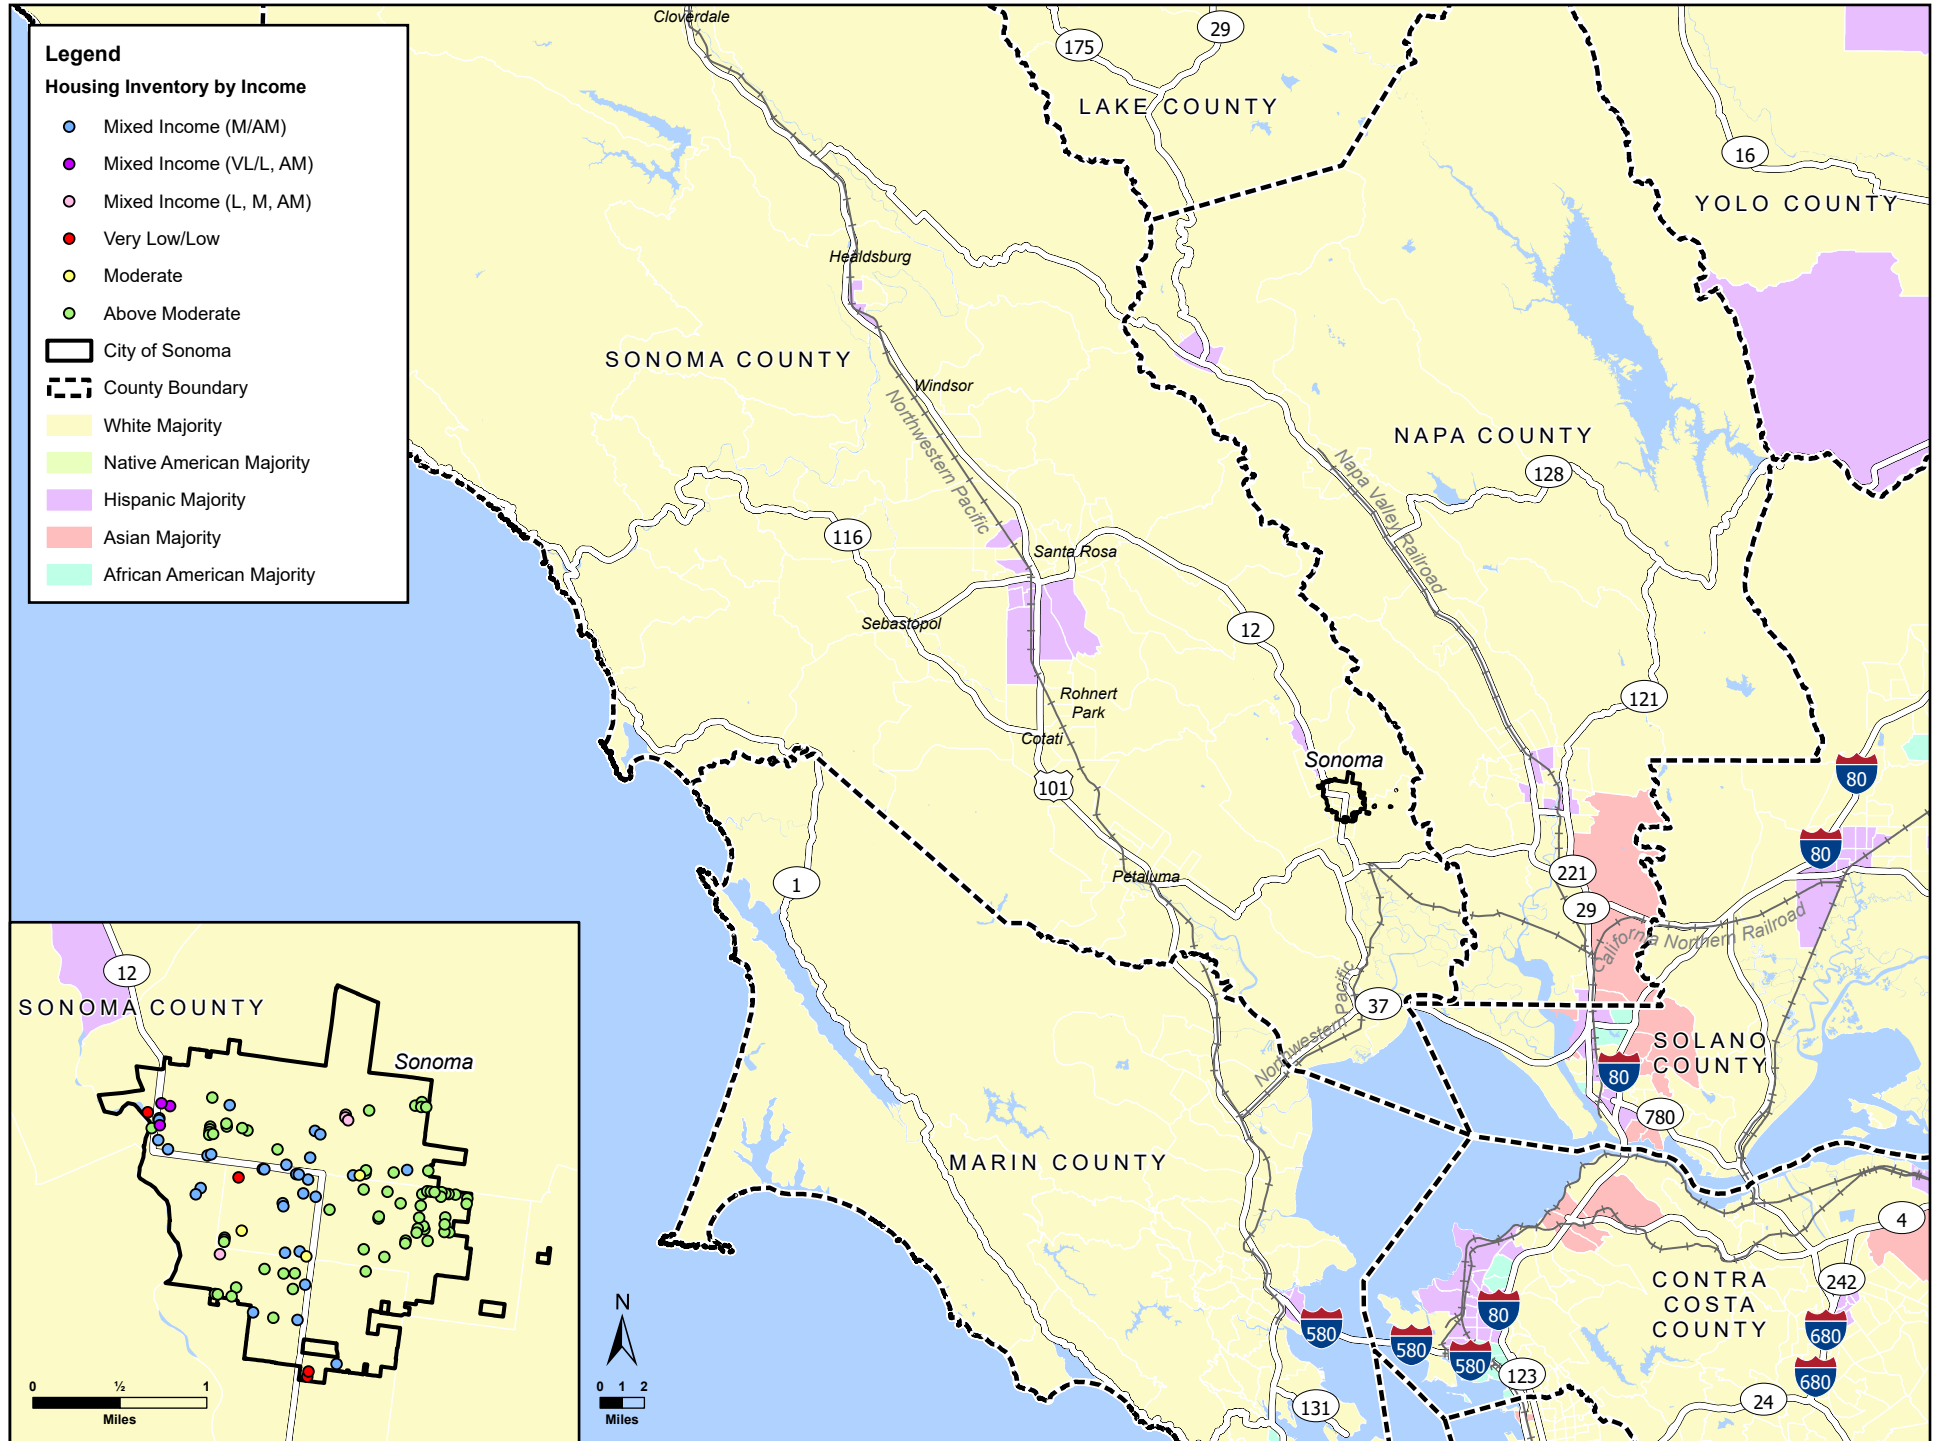 Legend
Housing Inventory by Income
Mixed Income (M/AM)
Mixed Income (VL/L, AM)
Mixed Income (L, M, AM)
Very Low/Low
Moderate
Above Moderate
City of Sonoma
County Boundary
White Majority
Native American Majority
Hispanic Majority
Asian Majority
African American Majority
Cloverdale
175
29
LAKE COUNTY
16
YOLO COUNTY
Healdsburg
SONOMA COUNTY
Windsor
Northwestern Pacific
NAPA COUNTY
Napa Valley Railroad
128
116
Santa Rosa
Sebastopol
12
Rohnert
Park
121
Cotati
Sonoma
101
80
80
1
Petaluma
221
29
California Northern Railroad
Northwestern Pacific
37
SOLANO
COUNTY
80
780
MARIN COUNTY
4
CONTRA
COSTA
COUNTY
242
80
580
580
580
680
680
123
24
131
12
SONOMA COUNTY
Sonoma
0 ½ 1
Miles
N
0 1 2
Miles